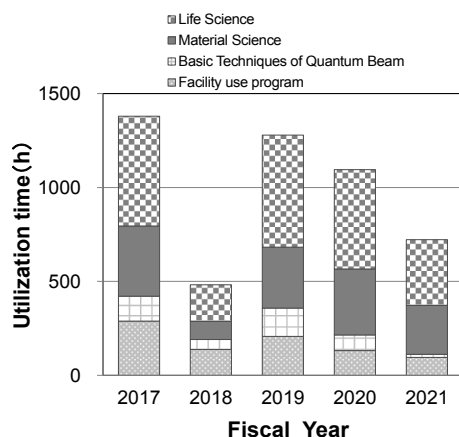 Life Science
Material Science
Basic Techniques of Quantum Beam
Facility use program
1500
1000
500
0
Utilization time(h)
2017 2018 2019 2020 2021
Fiscal Year